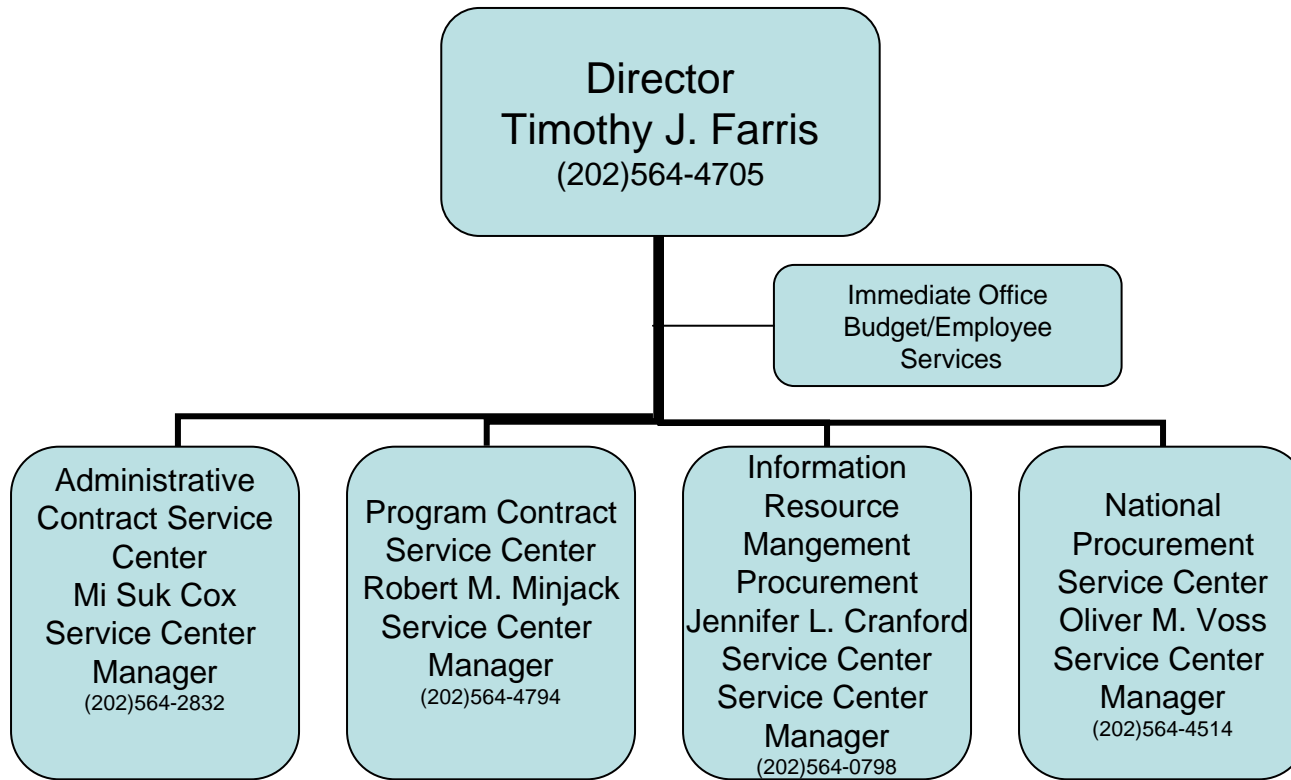 Director
Timothy J. Farris
(202)564-4705
Immediate Office
Budget/Employee
Services
Administrative
Contract Service
Center
Mi Suk Cox
Service Center
Manager
(202)564-2832
Program Contract
Service Center
Robert M. Minjack
Service Center
Manager
(202)564-4794
Information
Resource
Mangement
Procurement
Jennifer L. Cranford
Service Center
Service Center
Manager
(202)564-0798
National
Procurement
Service Center
Oliver M. Voss
Service Center
Manager
(202)564-4514